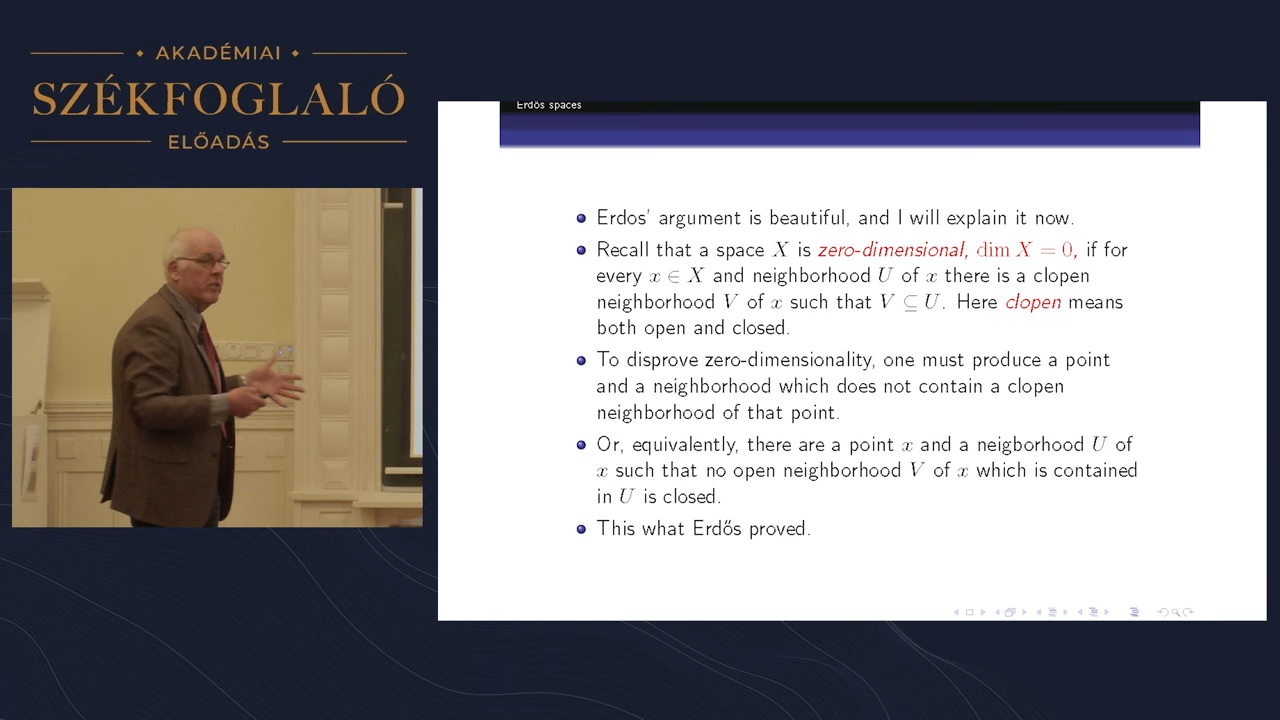 AKADÉMIAI
SZÉKFOGLALÓ
ELŐADÁS
Erdős spaces
Erdos' argument is beautiful, and I will explain it now.
Recall that a space X is zero-dimensional, dim X = 0, if for
every x ∈ X and neighborhood U of x there is a clopen
neighborhood V of x such that V ⊆ U. Here clopen means
both open and closed.
To disprove zero-dimensionality, one must produce a point
and a neighborhood which does not contain a clopen
neighborhood of that point.
Or, equivalently, there are a point x and a neigborhood U of
x such that no open neighborhood V of x which is contained
in U is closed.
This what Erdős proved.